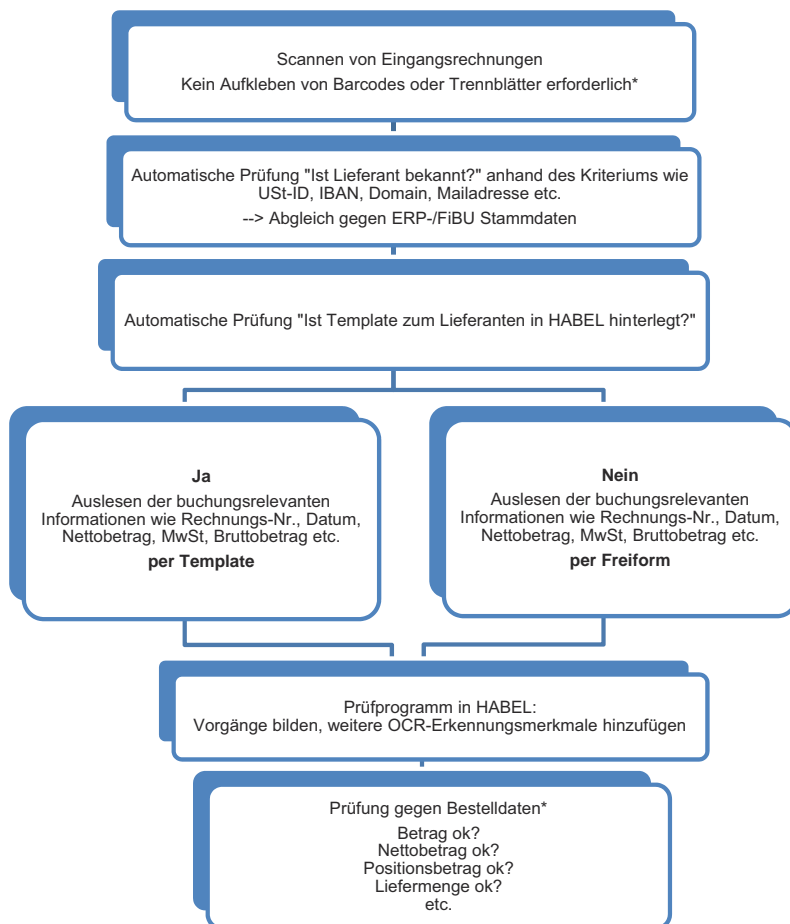 Scannen von Eingangsrechnungen
Kein Aufkleben von Barcodes oder Trennblätter erforderlich*
Automatische Prüfung "Ist Lieferant bekannt?" anhand des Kriteriums wie
USt-ID, IBAN, Domain, Mailadresse etc.
--> Abgleich gegen ERP-/FiBU Stammdaten
Automatische Prüfung "Ist Template zum Lieferanten in HABEL hinterlegt?"
Ja
Auslesen der buchungsrelevanten
Informationen wie Rechnungs-Nr., Datum,
Nettobetrag, MwSt, Bruttobetrag etc.
per Template
Nein
Auslesen der buchungsrelevanten
Informationen wie Rechnungs-Nr., Datum,
Nettobetrag, MwSt, Bruttobetrag etc.
per Freiform
Prüfprogramm in HABEL:
Vorgänge bilden, weitere OCR-Erkennungsmerkmale hinzufügen
Prüfung gegen Bestelldaten*
Betrag ok?
Nettobetrag ok?
Positionsbetrag ok?
Liefermenge ok?
etc.